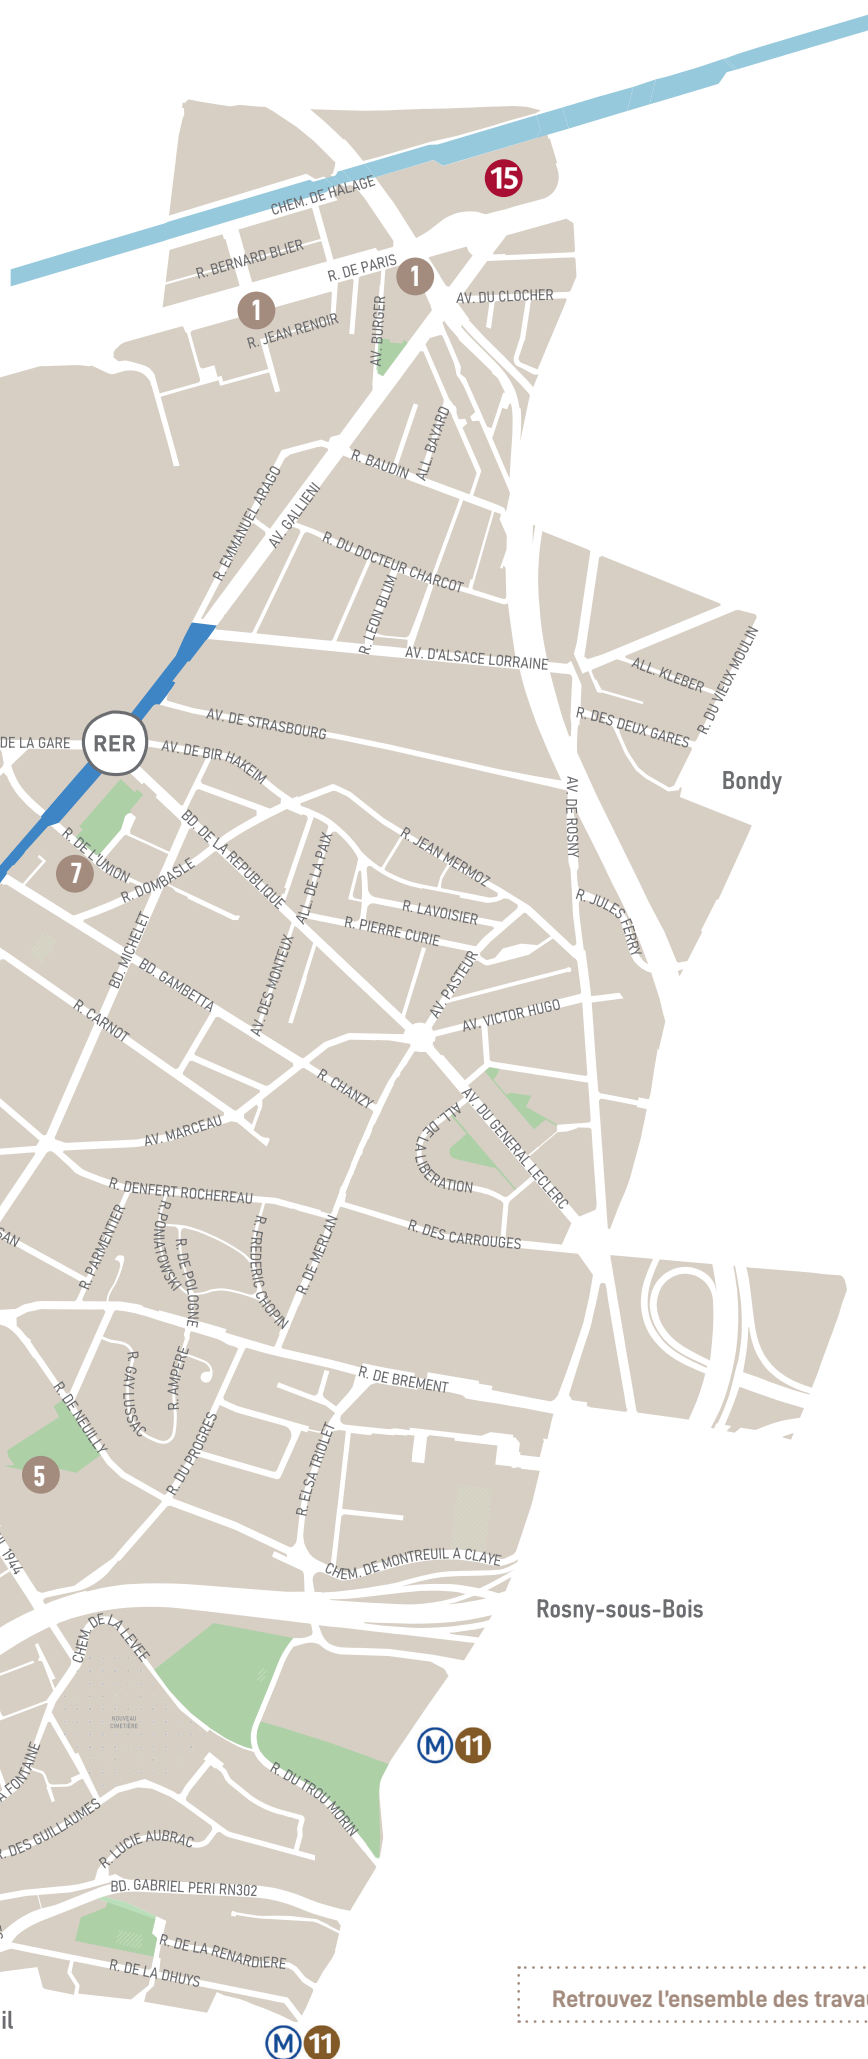 15
CHEM. DE HALAGE
R. BERNARD BLIER
R. DE PARIS
1
1
AV. DU CLOCHER
R. JEAN RENOIR
AV. BURGER
R. BAUDIN
ALL. BAYARD
R. EMMANUEL ARAGO
AV. GALLIENI
R. DU DOCTEUR CHARCOT
R. LEON BLUM
AV. D'ALSACE LORRAINE
ALL. KLEBER
R. DU VIEUX MOULIN
AV. DE STRASBOURG
R. DES DEUX GARES
DE LA GARE
RER
AV. DE BIR HAKEIM
Bondy
AV. DE ROSNY
BD. DE LA REPUBLIQUE
R. DE L'UNION
7
R. DOMBASLE
ALL. DE LA PAIX
R. JEAN MERMOZ
R. LAVOISIER
R. PIERRE CURIE
R. JULES FERRY
BD. MICHELET
BD. GAMBETTA
AV. DES MONTEUX
AV. PASTEUR
R. CARNOT
AV. VICTOR HUGO
R. CHANZY
AV. MARCEAU
ALL. DE LA LIBERATION
AV. DU GENERAL LECLERC
R. DENFERT ROCHEREAU
R. PARMENTIER
R. PONIATOWSKI
R. DE POLOGNE
R. FREDERIC CHOPIN
R. DE MERLAN
R. DES CARROUGES
SAN
R. GAY LUSSAC
R. AMPERE
R. DE BREMENT
R. DE NEUILLY
R. DU PROGRES
R. ELSA TRIOLET
5
1944
CHEM. DE MONTREUIL A CLAYE
Rosny-sous-Bois
CHEM. DE LA LEVEE
NOUVEAU
CIMETIÈRE
M 11
A FONTAINE
R. DU TROU MORIN
R. DES GUILLAUMES
R. LUCIE AUBRAC
BD. GABRIEL PERI RN302
R. DE LA RENARDIERE
R. DE LA DHUYS
Retrouvez l'ensemble des trava
il
M 11